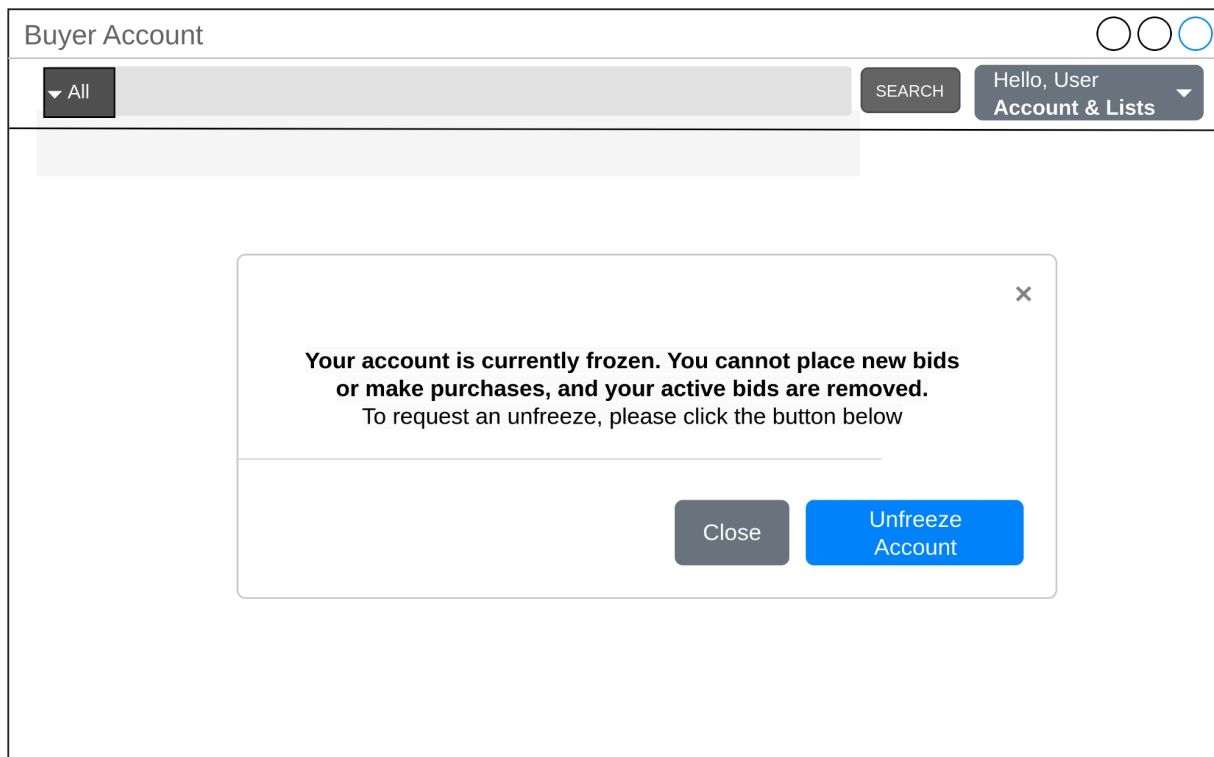 Buyer Account
All
SEARCH
Hello, User
Account & Lists
×
Your account is currently frozen. You cannot place new bids
or make purchases, and your active bids are removed.
To request an unfreeze, please click the button below
Close
Unfreeze
Account